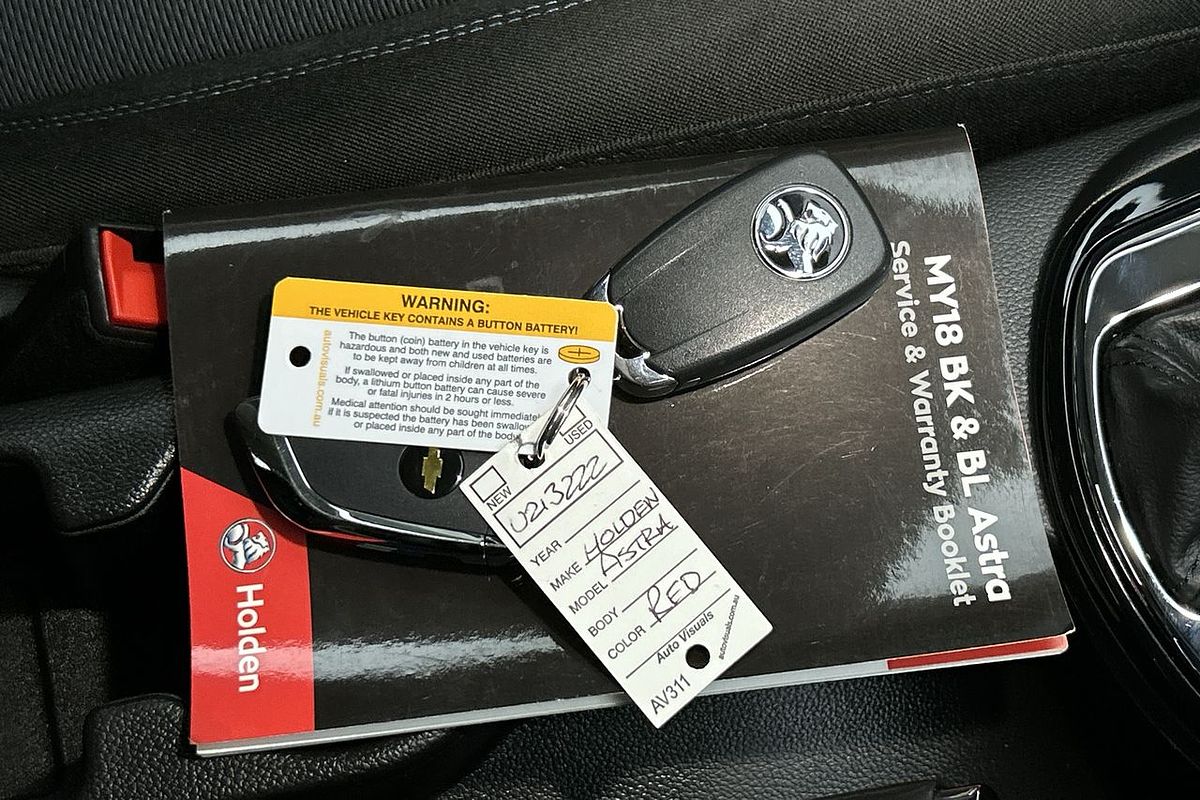 WARNING:
THE VEHICLE KEY CONTAINS A BUTTON BATTERY!
The button (coin) battery in the vehicle key is
hazardous and both new and used batteries are
to be kept away from children at all times.
If swallowed or placed inside any part of the
body, a lithium button battery can cause severe
or fatal injuries in 2 hours or less.
Medical attention should be sought
if it is suspected the battery has been
or placed inside any part of the body
autovisuals.com.au
NEW
USED
U213222
YEAR
MAKE HOLDEN
MODEL ASTRA
BODY
COLOR RED
Auto Visuals
autovisuals.com.au
AV311
MY18 BK & BL Astra
Service & Warranty Booklet
Holden